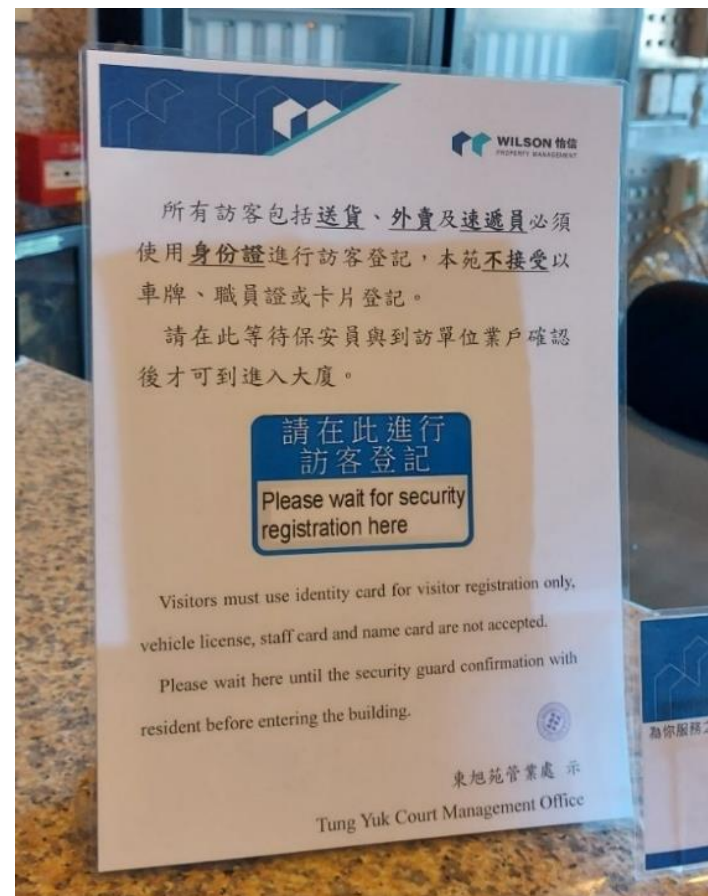 WILSON 怡信
PROPERTY MANAGEMENT
所有訪客包括送貨、外賣及速遞員必須
使用身份證進行訪客登記，本苑不接受以
車牌、職員證或卡片登記。
請在此等待保安員與到訪單位業戶確認
後才可到進入大廈。
請在此進行
訪客登記
Please wait for security
registration here
Visitors must use identity card for visitor registration only,
vehicle license, staff card and name card are not accepted.
Please wait here until the security guard confirmation with
resident before entering the building.
東旭苑管業處 示
Tung Yuk Court Management Office
為你服務之